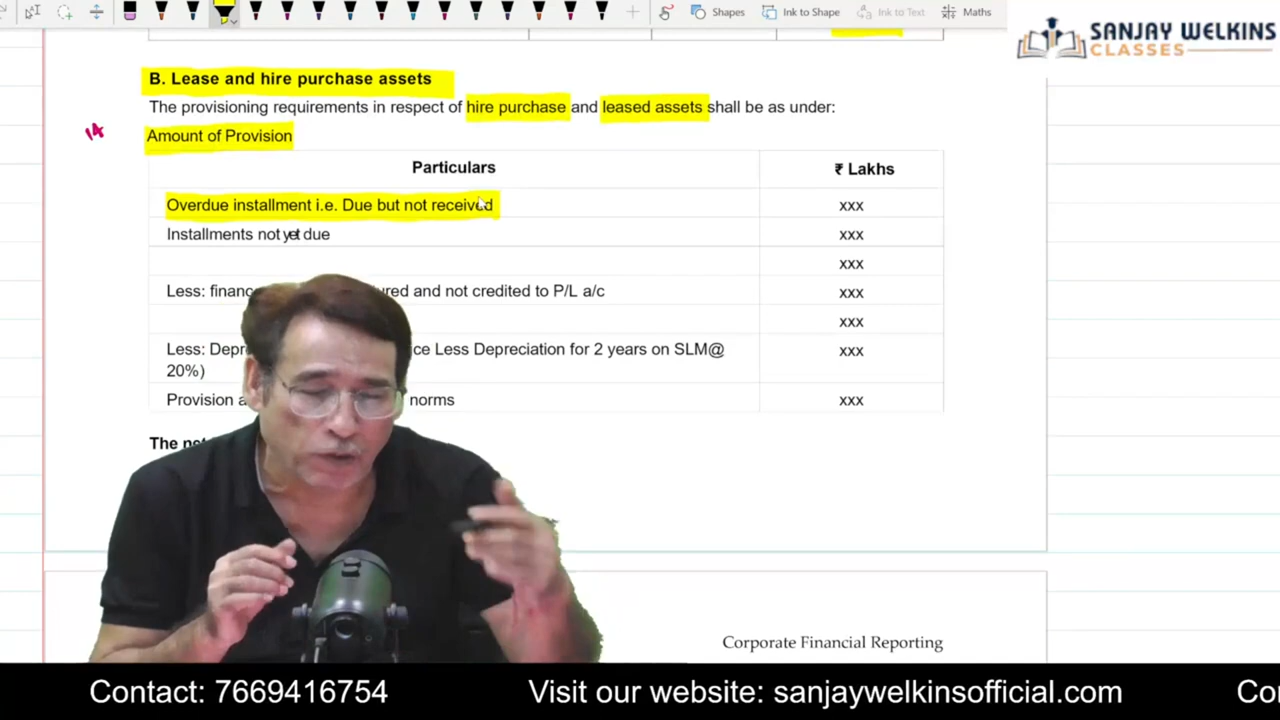 Shapes
Ink to Shape
Ink to Text
Maths
SANJAY WELKINS
CLASSES
B. Lease and hire purchase assets
The provisioning requirements in respect of hire purchase and leased assets shall be as under:
14
Amount of Provision
Particulars
₹ Lakhs
Overdue installment i.e. Due but not received
xxx
Installments not yet due
xxx
xxx
Less: financ ured and not credited to P/L a/c
xxx
xxx
Less: Depr ce Less Depreciation for 2 years on SLM@
20%)
xxx
Provision a norms
xxx
The
Corporate Financial Reporting
Contact: 7669416754
Visit our website: sanjaywelkinsofficial.com
Co